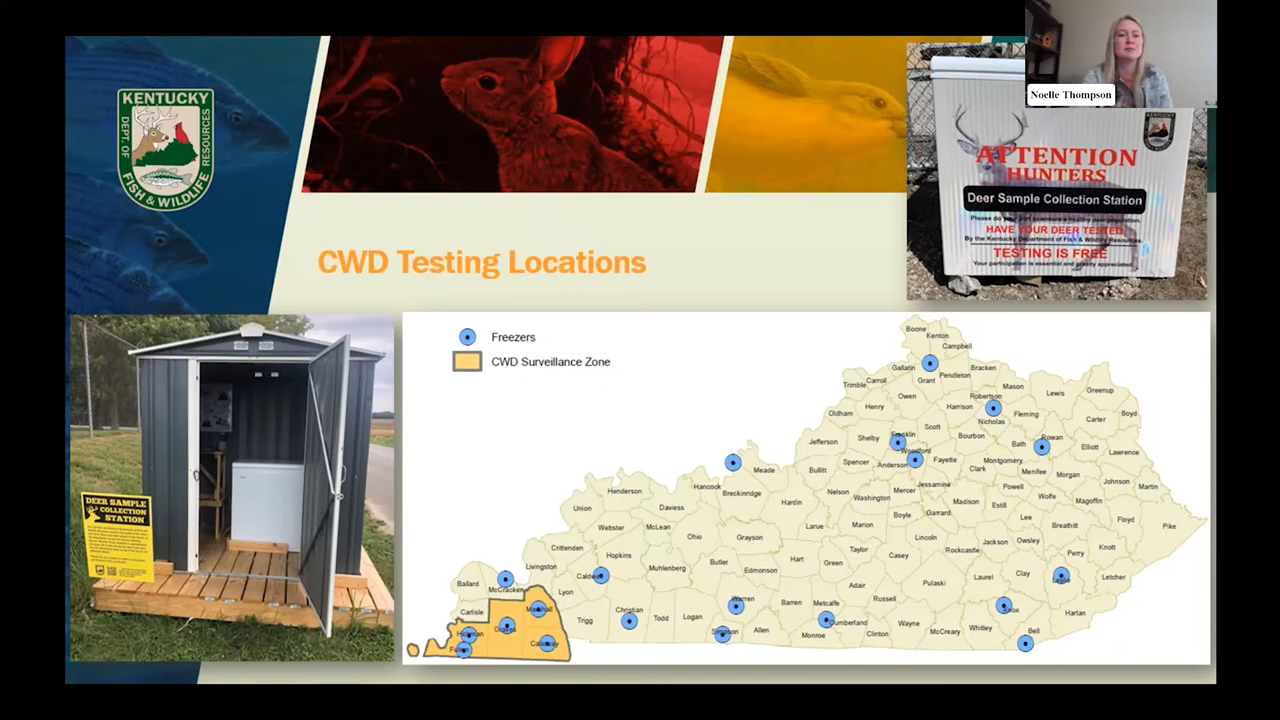 KENTUCKY
DEPT. OF
FISH & WILDLIFE
RESOURCES
Noelle Thompson
ATTENTION
HUNTERS
Deer Sample Collection Station
HAVE YOUR DEER TESTED
By the Kentucky Department of Fish & Wildlife Resources.
TESTING IS FREE
Your participation is essential and greatly appreciated.
CWD Testing Locations
DEER SAMPLE
COLLECTION
STATION
Freezers
CWD Surveillance Zone
Boone
Kenton
Campbell
Gallatin
Grant
Pendleton
Bracken
Trimble
Carroll
Owen
Robertson
Mason
Lewis
Greenup
Oldham
Henry
Harrison
Nicholas
Fleming
Carter
Boyd
Jefferson
Shelby
Franklin
Scott
Bourbon
Bath
Rowan
Elliott
Lawrence
Woodford
Meade
Bullitt
Spencer
Anderson
Fayette
Clark
Montgomery
Menifee
Morgan
Johnson
Martin
Henderson
Hancock
Breckinridge
Hardin
Nelson
Washington
Mercer
Jessamine
Madison
Powell
Estill
Wolfe
Magoffin
Union
Daviess
Larue
Marion
Boyle
Garrard
Lee
Breathitt
Floyd
Pike
Webster
McLean
Ohio
Grayson
Lincoln
Rockcastle
Jackson
Owsley
Perry
Knott
Crittenden
Hopkins
Hart
Green
Taylor
Casey
Livingston
Muhlenberg
Butler
Edmonson
Adair
Pulaski
Laurel
Clay
Letcher
Ballard
McCracken
Lyon
Barren
Metcalfe
Russell
Knox
Harlan
Carlisle
Marshall
Trigg
Christian
Todd
Logan
Warren
Allen
Monroe
Cumberland
Clinton
Wayne
McCreary
Whitley
Bell
Hickman
Graves
Fulton
Calloway
Simpson